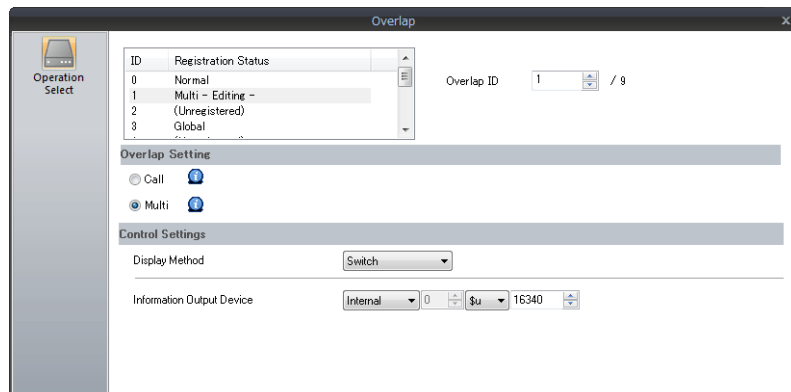 Overlap
x
Operation
Select
ID Registration Status
0 Normal
1 Multi - Editing -
2 (Unregistered)
3 Global
Overlap ID 1 / 9
Overlap Setting
Call
Multi
Control Settings
Display Method Switch
Information Output Device Internal 0 $u 16340